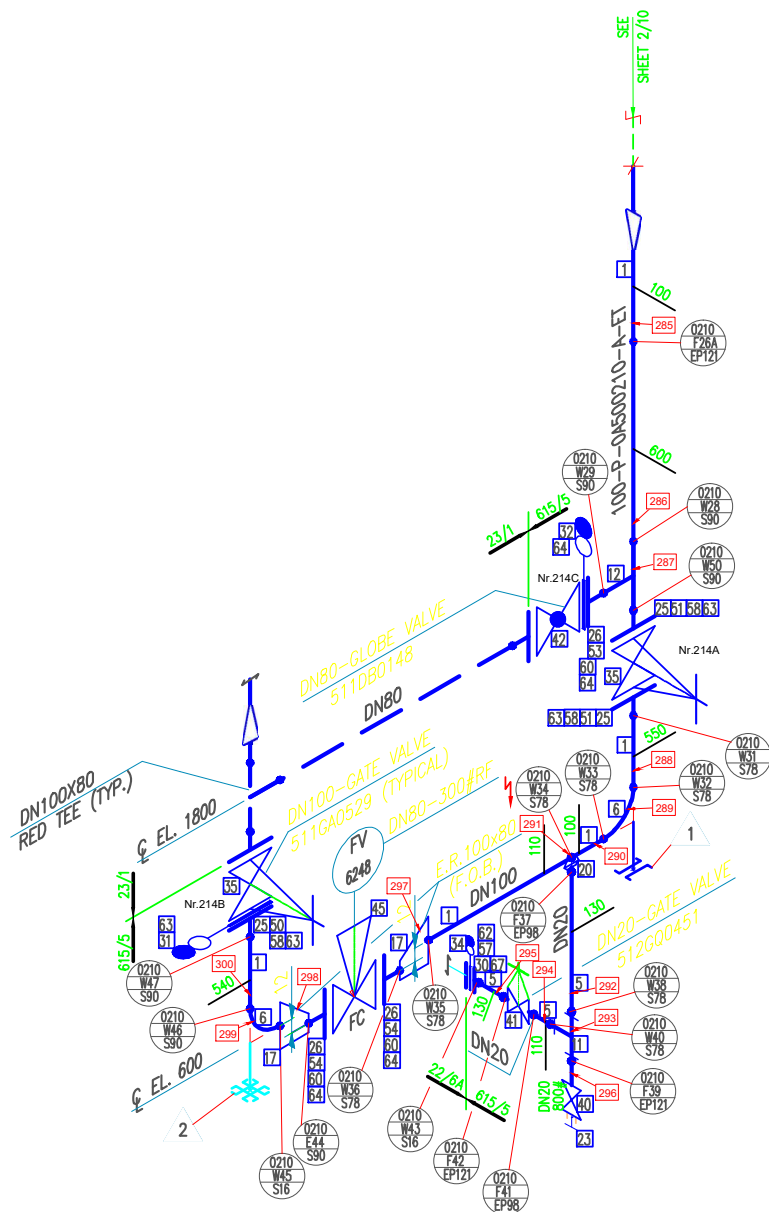 SEE
SHEET 2/10
1
100
285
0210
F26A
EP121
100-P-0A500210-A-ET
600
0210
W29
S90
286
0210
W28
S90
615/5
23/1
32
64
287
0210
W50
S90
Nr.214C
12
25 51 58 63
42
26
53
60
64
Nr.214A
35
DN80-GLOBE VALVE
511DB0148
DN80
63 58 51 25
0210
W31
S78
1
550
288
0210
W32
S78
0210
W33
S78
0210
W34
S78
6
289
DN100X80
RED TEE (TYP.)
₵ EL. 1800
DN100-GATE VALVE
511GA0529 (TYPICAL)
DN80-300#RF
E.R.100x80
(F.O.B.)
FV
6248
291
110
100
1
290
1
20
DN100
0210
F37
EP98
DN20
130
DN20-GATE VALVE
512G00451
23/1
615/5
Nr.214B
35
63
31
25 50
58 63
45
297
12
17
1
34
62
57
30 67
295
294
5
130
41
5
5
292
0210
W38
S78
293
0210
W40
S78
11
0210
W47
S90
300
1
540
12
298
0210
W46
S90
299
6
17
FC
26
54
60
64
26
54
60
64
0210
W35
S78
DN20
110
296
0210
F39
EP121
₵ EL. 600
2
0210
W36
S78
22/6A
615/5
DN20
800#
40
23
0210
E44
S90
0210
W45
S16
0210
W43
S16
0210
F42
EP121
0210
F41
EP98